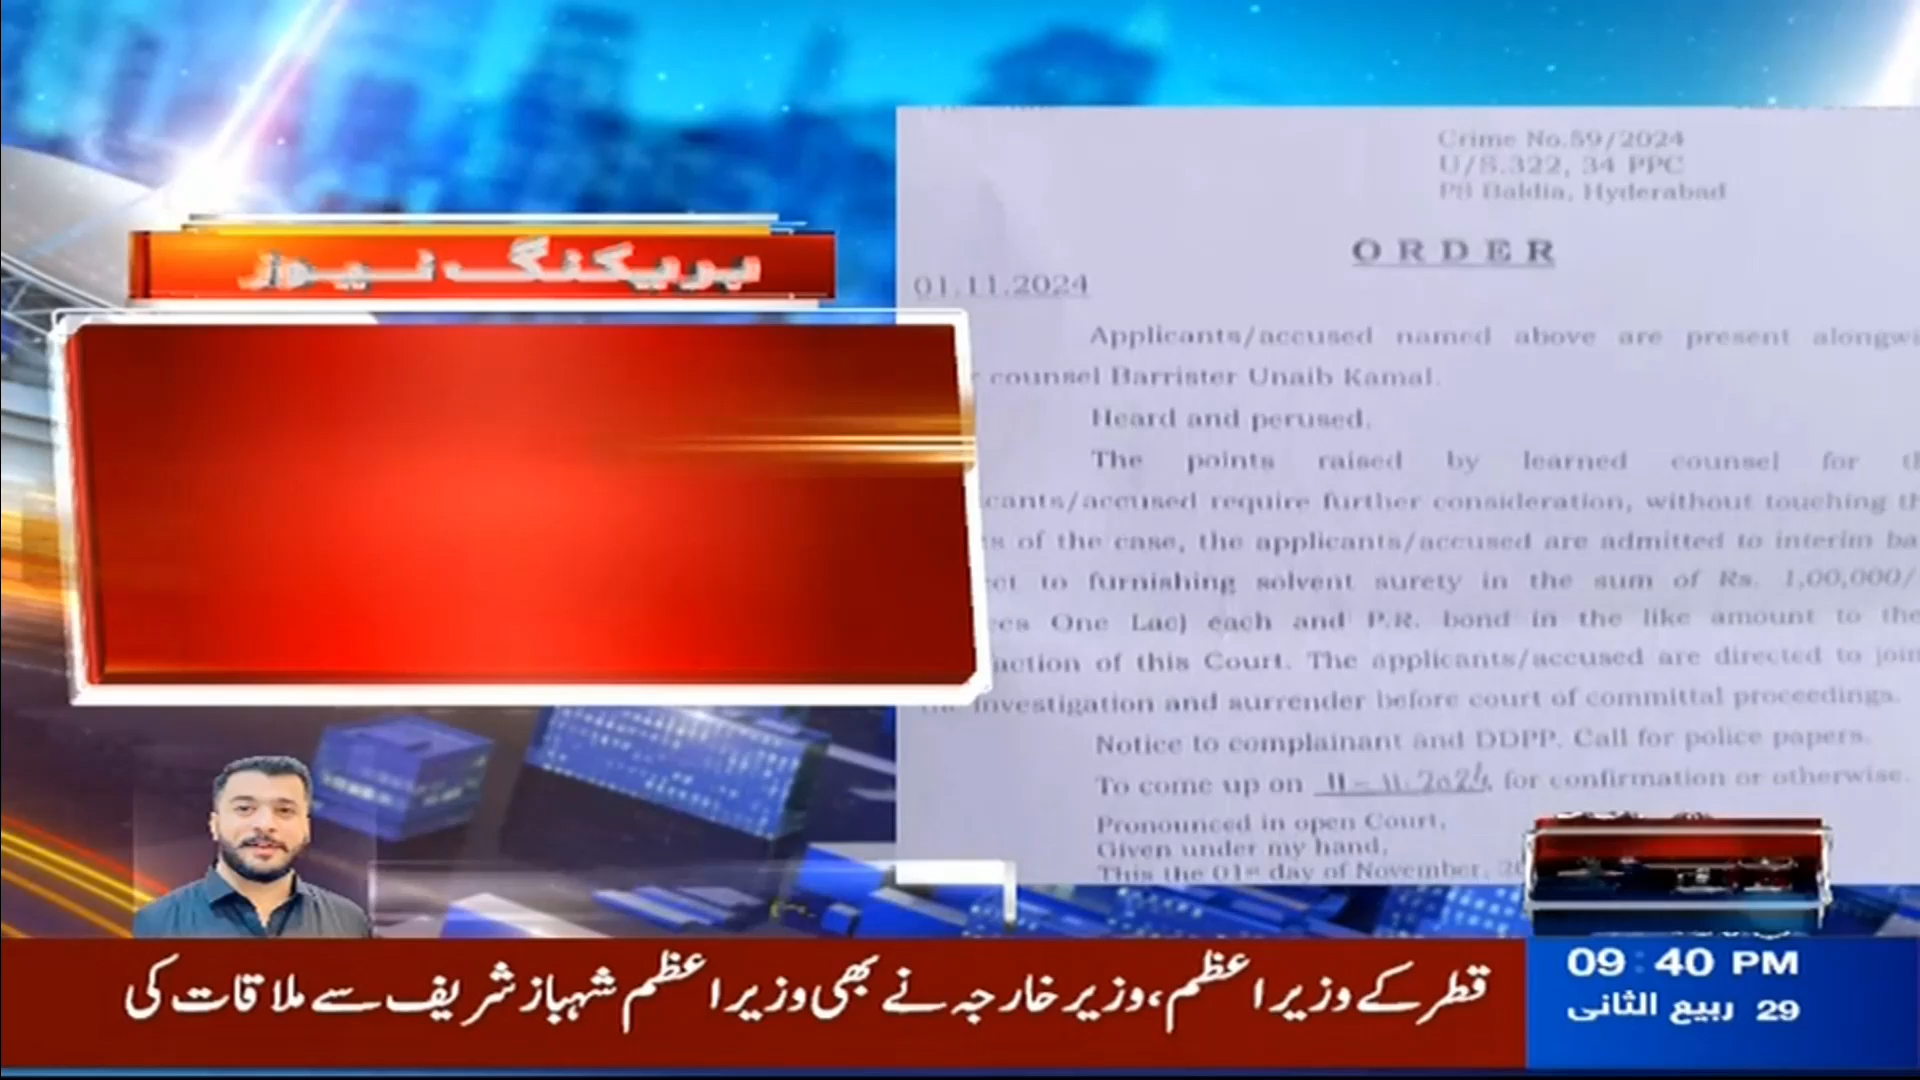 بریکنگ نیوز
Crime No.59/2024
U/S.322, 34 PPC
PS Baldia, Hyderabad
ORDER
01.11.2024
Applicants/accused named above are present alongwi
counsel Barrister Unaib Kamal.
Heard and perused.
The points raised by learned counsel for th
cants/accused require further consideration, without touching th
s of the case, the applicants/accused are admitted to interim ba
ct to furnishing solvent surety in the sum of Rs. 1,00,000/
es One Lac) each and P.R. bond in the like amount to the
action of this Court. The applicants/accused are directed to join
investigation and surrender before court of committal proceedings.
Notice to complainant and DDPP. Call for police papers.
To come up on 11-11-2024 for confirmation or otherwise.
Pronounced in open Court.
Given under my hand,
This the 01st day of November, 20
قطر کے وزیراعظم، وزیرخارجہ نے بھی وزیراعظم شہباز شریف سے ملاقات کی
09:40 PM
29 ربیع الثانی